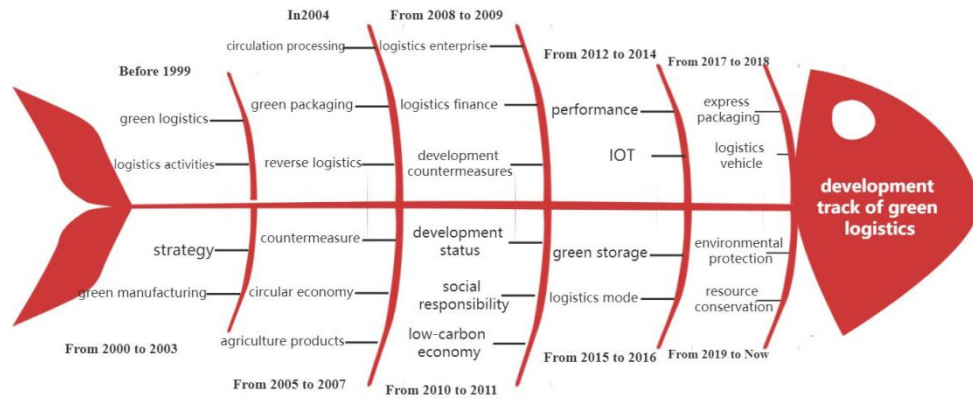 In2004
From 2008 to 2009
circulation processing
logistics enterprise
From 2012 to 2014
From 2017 to 2018
Before 1999
green packaging
logistics finance
performance
express
packaging
green logistics
IOT
logistics
vehicle
logistics activities
reverse logistics
development
countermeasures
development
track of green
logistics
strategy
countermeasure
development
status
green storage
environmental
protection
green manufacturing
circular economy
social
responsibility
logistics mode
resource
conservation
agriculture products
low-carbon
economy
From 2000 to 2003
From 2015 to 2016
From 2019 to Now
From 2005 to 2007
From 2010 to 2011